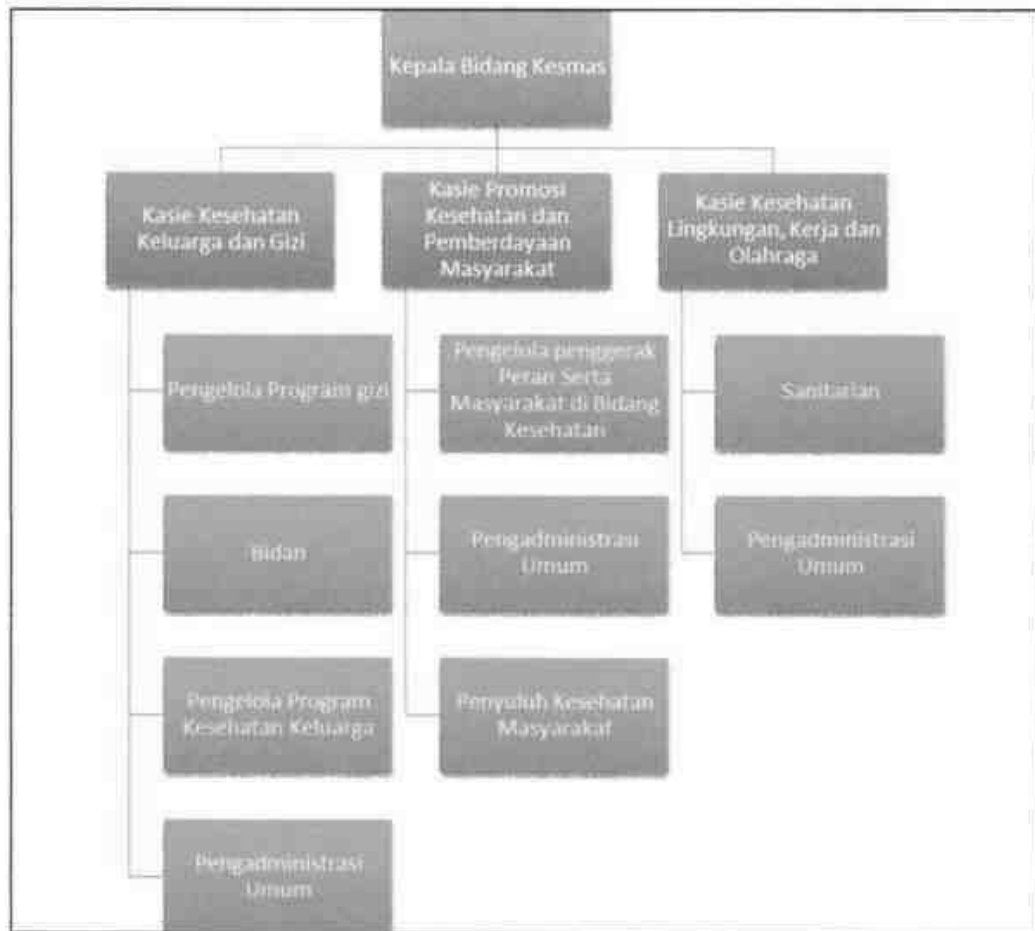 Kepala Bidang Kesmas
Kasie Kesehatan
Keluarga dan Gizi
Kasie Promosi
Kesehatan dan
Pemberdayaan
Masyarakat
Kasie Kesehatan
Lingkungan, Kerja dan
Olahraga
Pengelola Program gizi
Bidan
Pengelola Program
Kesehatan Keluarga
Pengadministrasi
Umum
Pengelola penggerak
Peran Serta
Masyarakat di Bidang
Kesehatan
Pengadministrasi
Umum
Penyuluh Kesehatan
Masyarakat
Sanitarian
Pengadministrasi
Umum